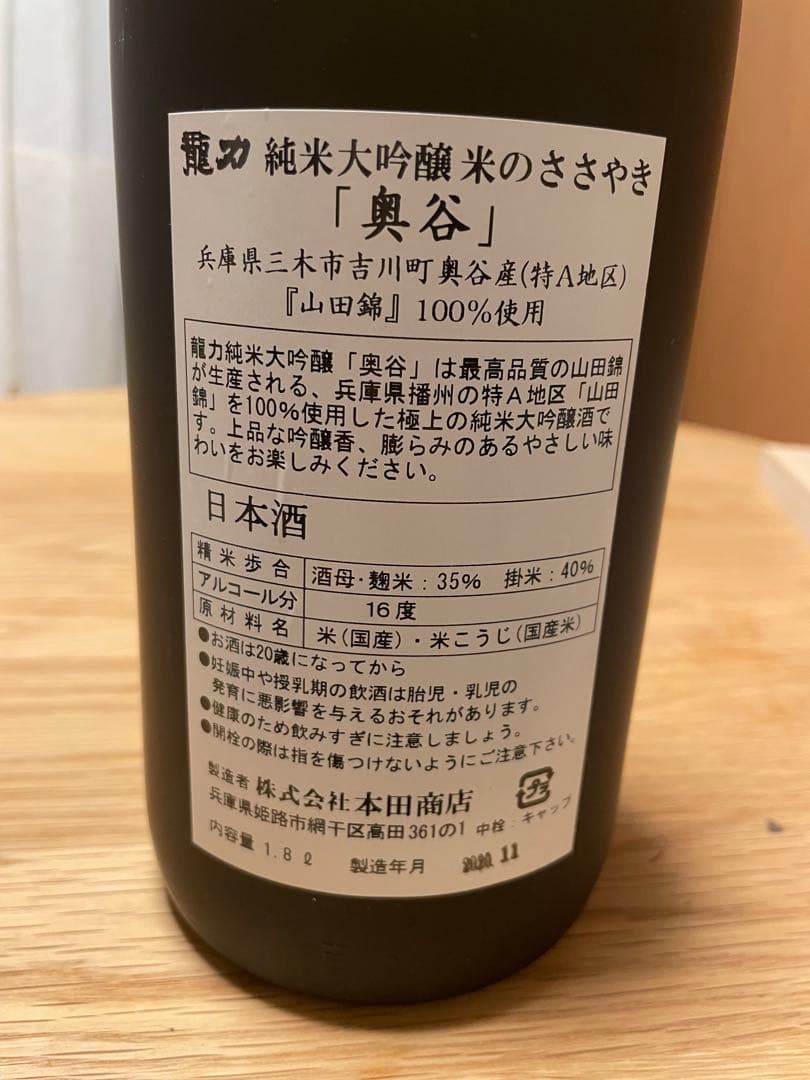 龍力 純米大吟醸 米のささやき
「奥谷」
兵庫県三木市吉川町奥谷産(特A地区)
『山田錦』100%使用
龍力純米大吟醸「奥谷」は最高品質の山田錦
が生産される、兵庫県播州の特A地区「山田
錦」を100%使用した極上の純米大吟醸酒で
す。上品な吟醸香、膨らみのあるやさしい味
わいをお楽しみください。
日本酒
精米歩合 酒母・麹米：35% 掛米：40%
アルコール分 16度
原材料名 米(国産)・米こうじ(国産米)
●お酒は20歳になってから
●妊娠中や授乳期の飲酒は胎児・乳児の
発育に悪影響を与えるおそれがあります。
●健康のため飲みすぎに注意しましょう。
●開栓の際は指を傷つけないようにご注意下さい。
製造者 株式会社本田商店
兵庫県姫路市網干区高田361の1 中栓：キャップ
プラ
内容量 1.8ℓ 製造年月 2020.11